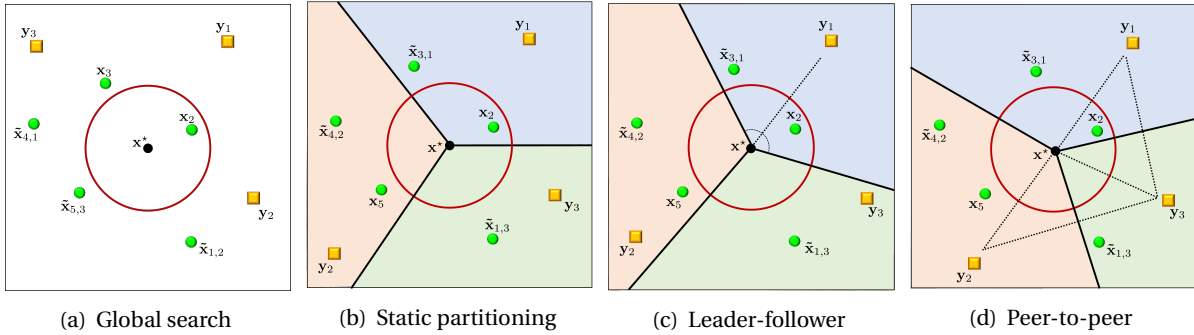 y₃
y₁
x₃
x₂
x̃₄,₁
x*
x̃₅,₃
y₂
x̃₁,₂
(a) Global search
y₁
x̃₃,₁
x₂
x̃₄,₂
x*
x₅
y₃
x̃₁,₃
y₂
(b) Static partitioning
y₁
x̃₃,₁
x₂
x̃₄,₂
x*
x₅
y₃
y₂
x̃₁,₃
(c) Leader-follower
y₁
x̃₃,₁
x₂
x̃₄,₂
x*
x₅
y₃
x̃₁,₃
y₂
(d) Peer-to-peer